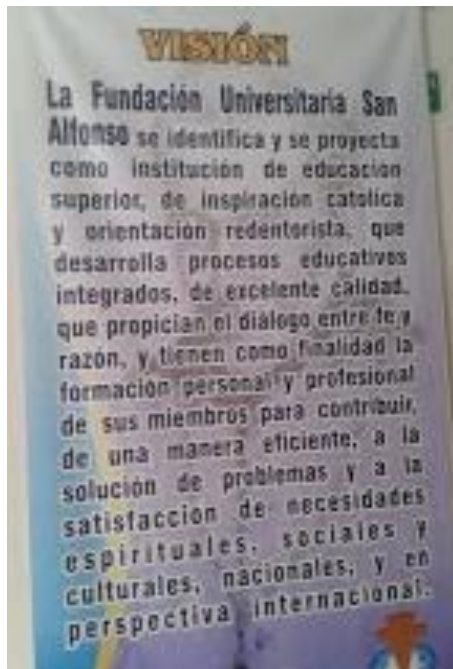 VISIÓN
La Fundación Universitaria San
Alfonso se identifica y se proyecta
como institución de educacion
superior, de inspiración catolica
y orientación redentorista, que
desarrolla procesos educativos
integrados, de excelente calidad.
que propician el diálogo entre fe y
razón, y tienen como finalidad la
formación personal y profesional
de sus miembros para contribuir,
de una manera eficiente, a la
solución de problemas y a la
satisfaccion de necesidades
espirituales, sociales y
culturales, nacionales, y en
perspectiva internacional.